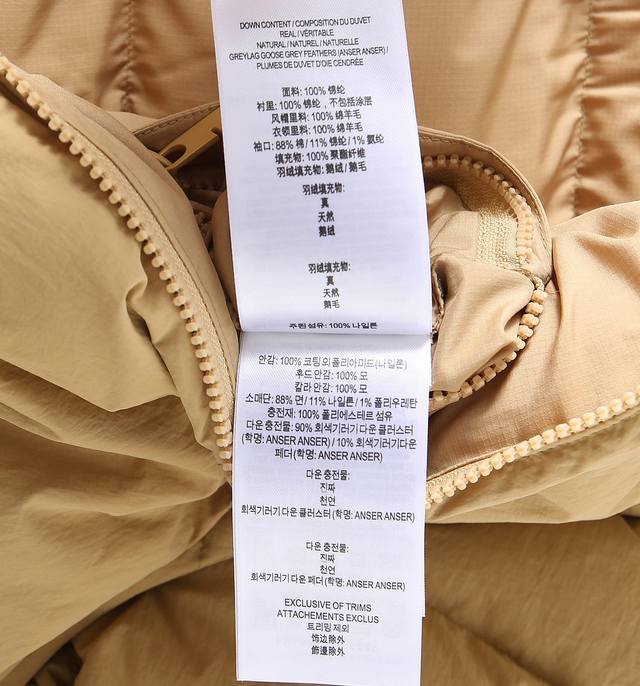 DOWN CONTENT / COMPOSITION DU DUVET
REAL / VÉRITABLE
NATURAL / NATUREL / NATURELLE
GREYLAG GOOSE GREY FEATHERS (ANSER ANSER) /
PLUMES DE DUVET D'OIE CENDRÉE
面料: 100% 锦纶
衬里: 100% 锦纶，不包括涂层
风帽里料: 100% 绵羊毛
衣领里料: 100% 绵羊毛
袖口: 88% 棉 / 11% 锦纶 / 1% 氨纶
填充物: 100% 聚酯纤维
羽绒填充物: 鹅绒 / 鹅毛
羽绒填充物:
真
天然
鹅绒
羽绒填充物:
真
天然
鹅毛
주된 섬유: 100% 나일론
안감: 100% 코팅외 폴리아미드(나일론)
후드 안감: 100% 모
칼라 안감: 100% 모
소매단: 88% 면 / 11% 나일론 / 1% 폴리우레탄
충전재: 100% 폴리에스테르 섬유
다운 충전물: 90% 회색기러기 다운 클러스터
(학명: ANSER ANSER) / 10% 회색기러기다운
페더(학명: ANSER ANSER)
다운 충전물:
진짜
천연
회색기러기 다운 클러스터 (학명: ANSER ANSER)
다운 충전물:
진짜
천연
회색기러기 다운 페더 (학명: ANSER ANSER)
EXCLUSIVE OF TRIMS
ATTACHEMENTS EXCLUS
트리밍 제외
饰边除外
飾邊除外